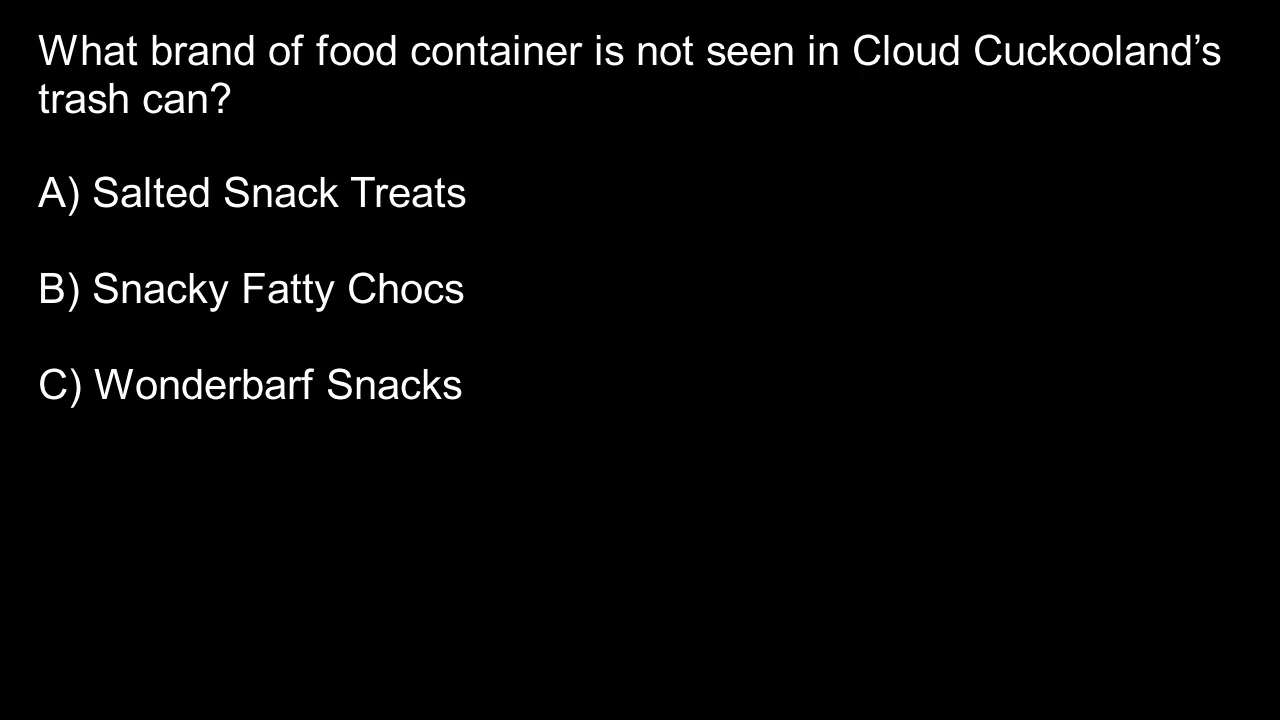 What brand of food container is not seen in Cloud Cuckooland’s
trash can?
A) Salted Snack Treats
B) Snacky Fatty Chocs
C) Wonderbarf Snacks